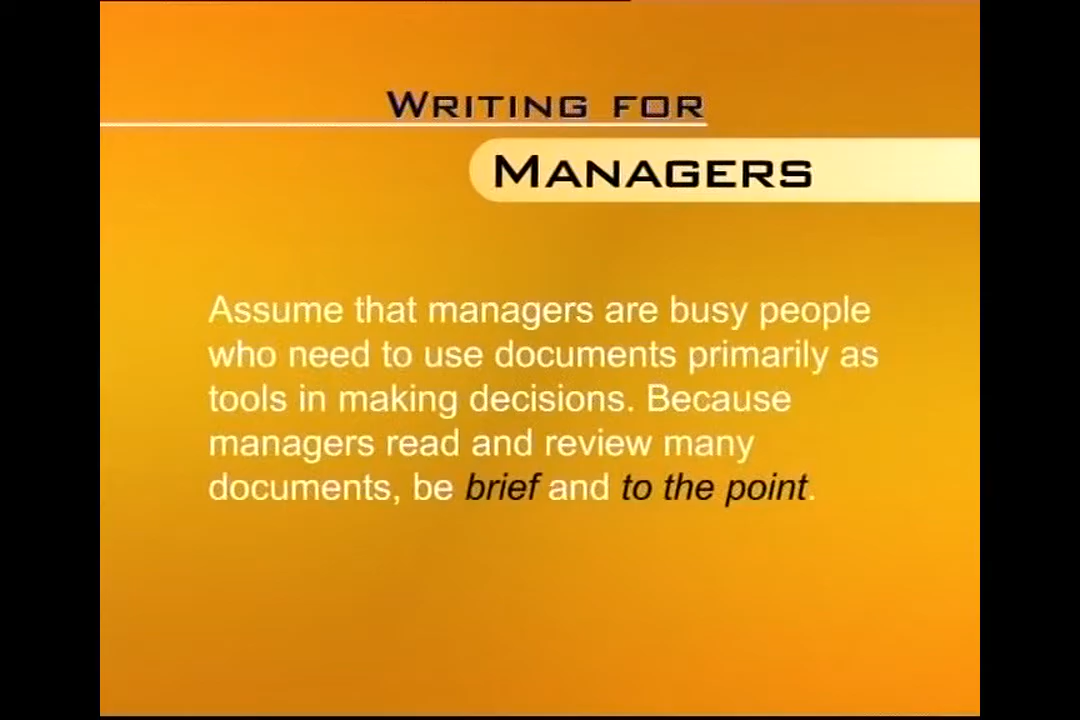 WRITING FOR
MANAGERS
Assume that managers are busy people
who need to use documents primarily as
tools in making decisions. Because
managers read and review many
documents, be brief and to the point.